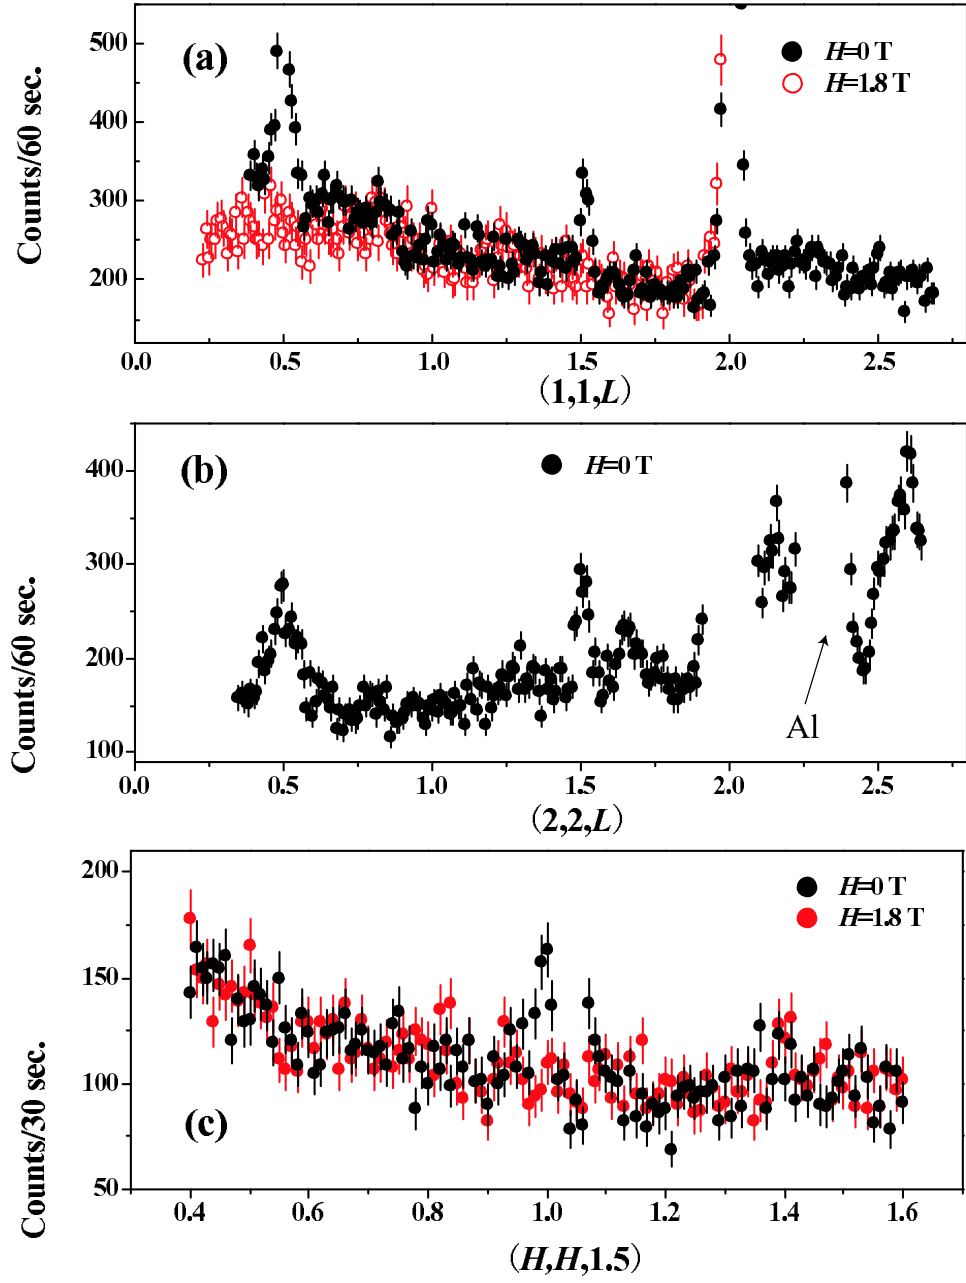 (a)
H=0 T
H=1.8 T
500
400
300
200
Counts/60 sec.
0.0 0.5 1.0 1.5 2.0 2.5
(1,1,L)
(b)
H=0 T
400
300
200
100
Counts/60 sec.
Al
0.0 0.5 1.0 1.5 2.0 2.5
(2,2,L)
200
150
100
50
Counts/30 sec.
H=0 T
H=1.8 T
(c)
0.4 0.6 0.8 1.0 1.2 1.4 1.6
(H,H,1.5)